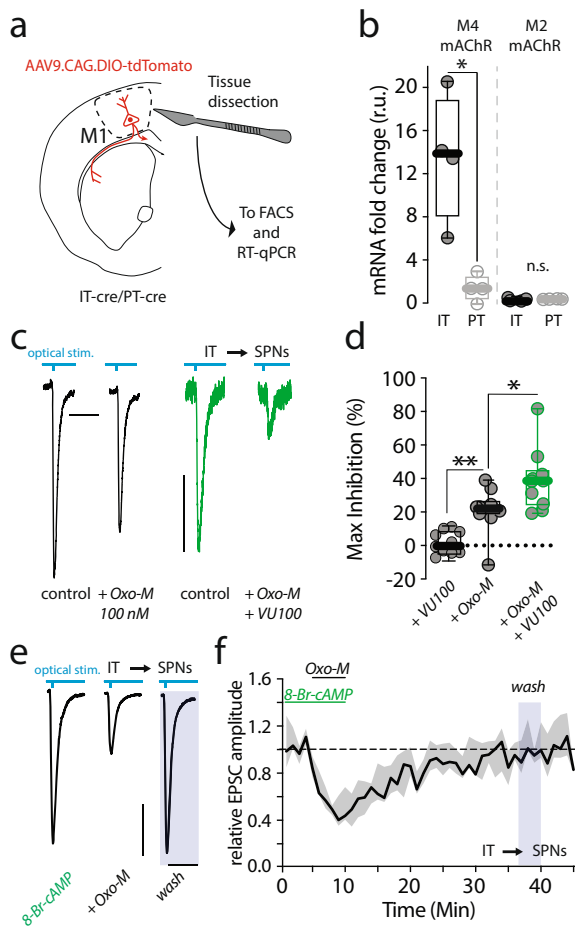 a
AAV9.CAG.DIO-tdTomato
Tissue
dissection
M1
To FACS
and
RT-qPCR
IT-cre/PT-cre
b
M4
mAChR
M2
mAChR
*
n.s.
mRNA fold change (r.u.)
20
16
12
8
4
0
IT
PT
IT
PT
c
optical stim.
IT
SPNs
control
+ Oxo-M
100 nM
control
+ Oxo-M
+ VU100
d
Max Inhibition (%)
100
80
60
40
20
0
-20
**
*
+ VU100
+ Oxo-M
+ Oxo-M
+ VU100
e
optical stim.
IT
SPNs
8-Br-cAMP
+ Oxo-M
wash
f
relative EPSC amplitude
1.6
1.2
0.8
0.4
0.0
Oxo-M
8-Br-cAMP
wash
IT
SPNs
0
10
20
30
40
Time (Min)